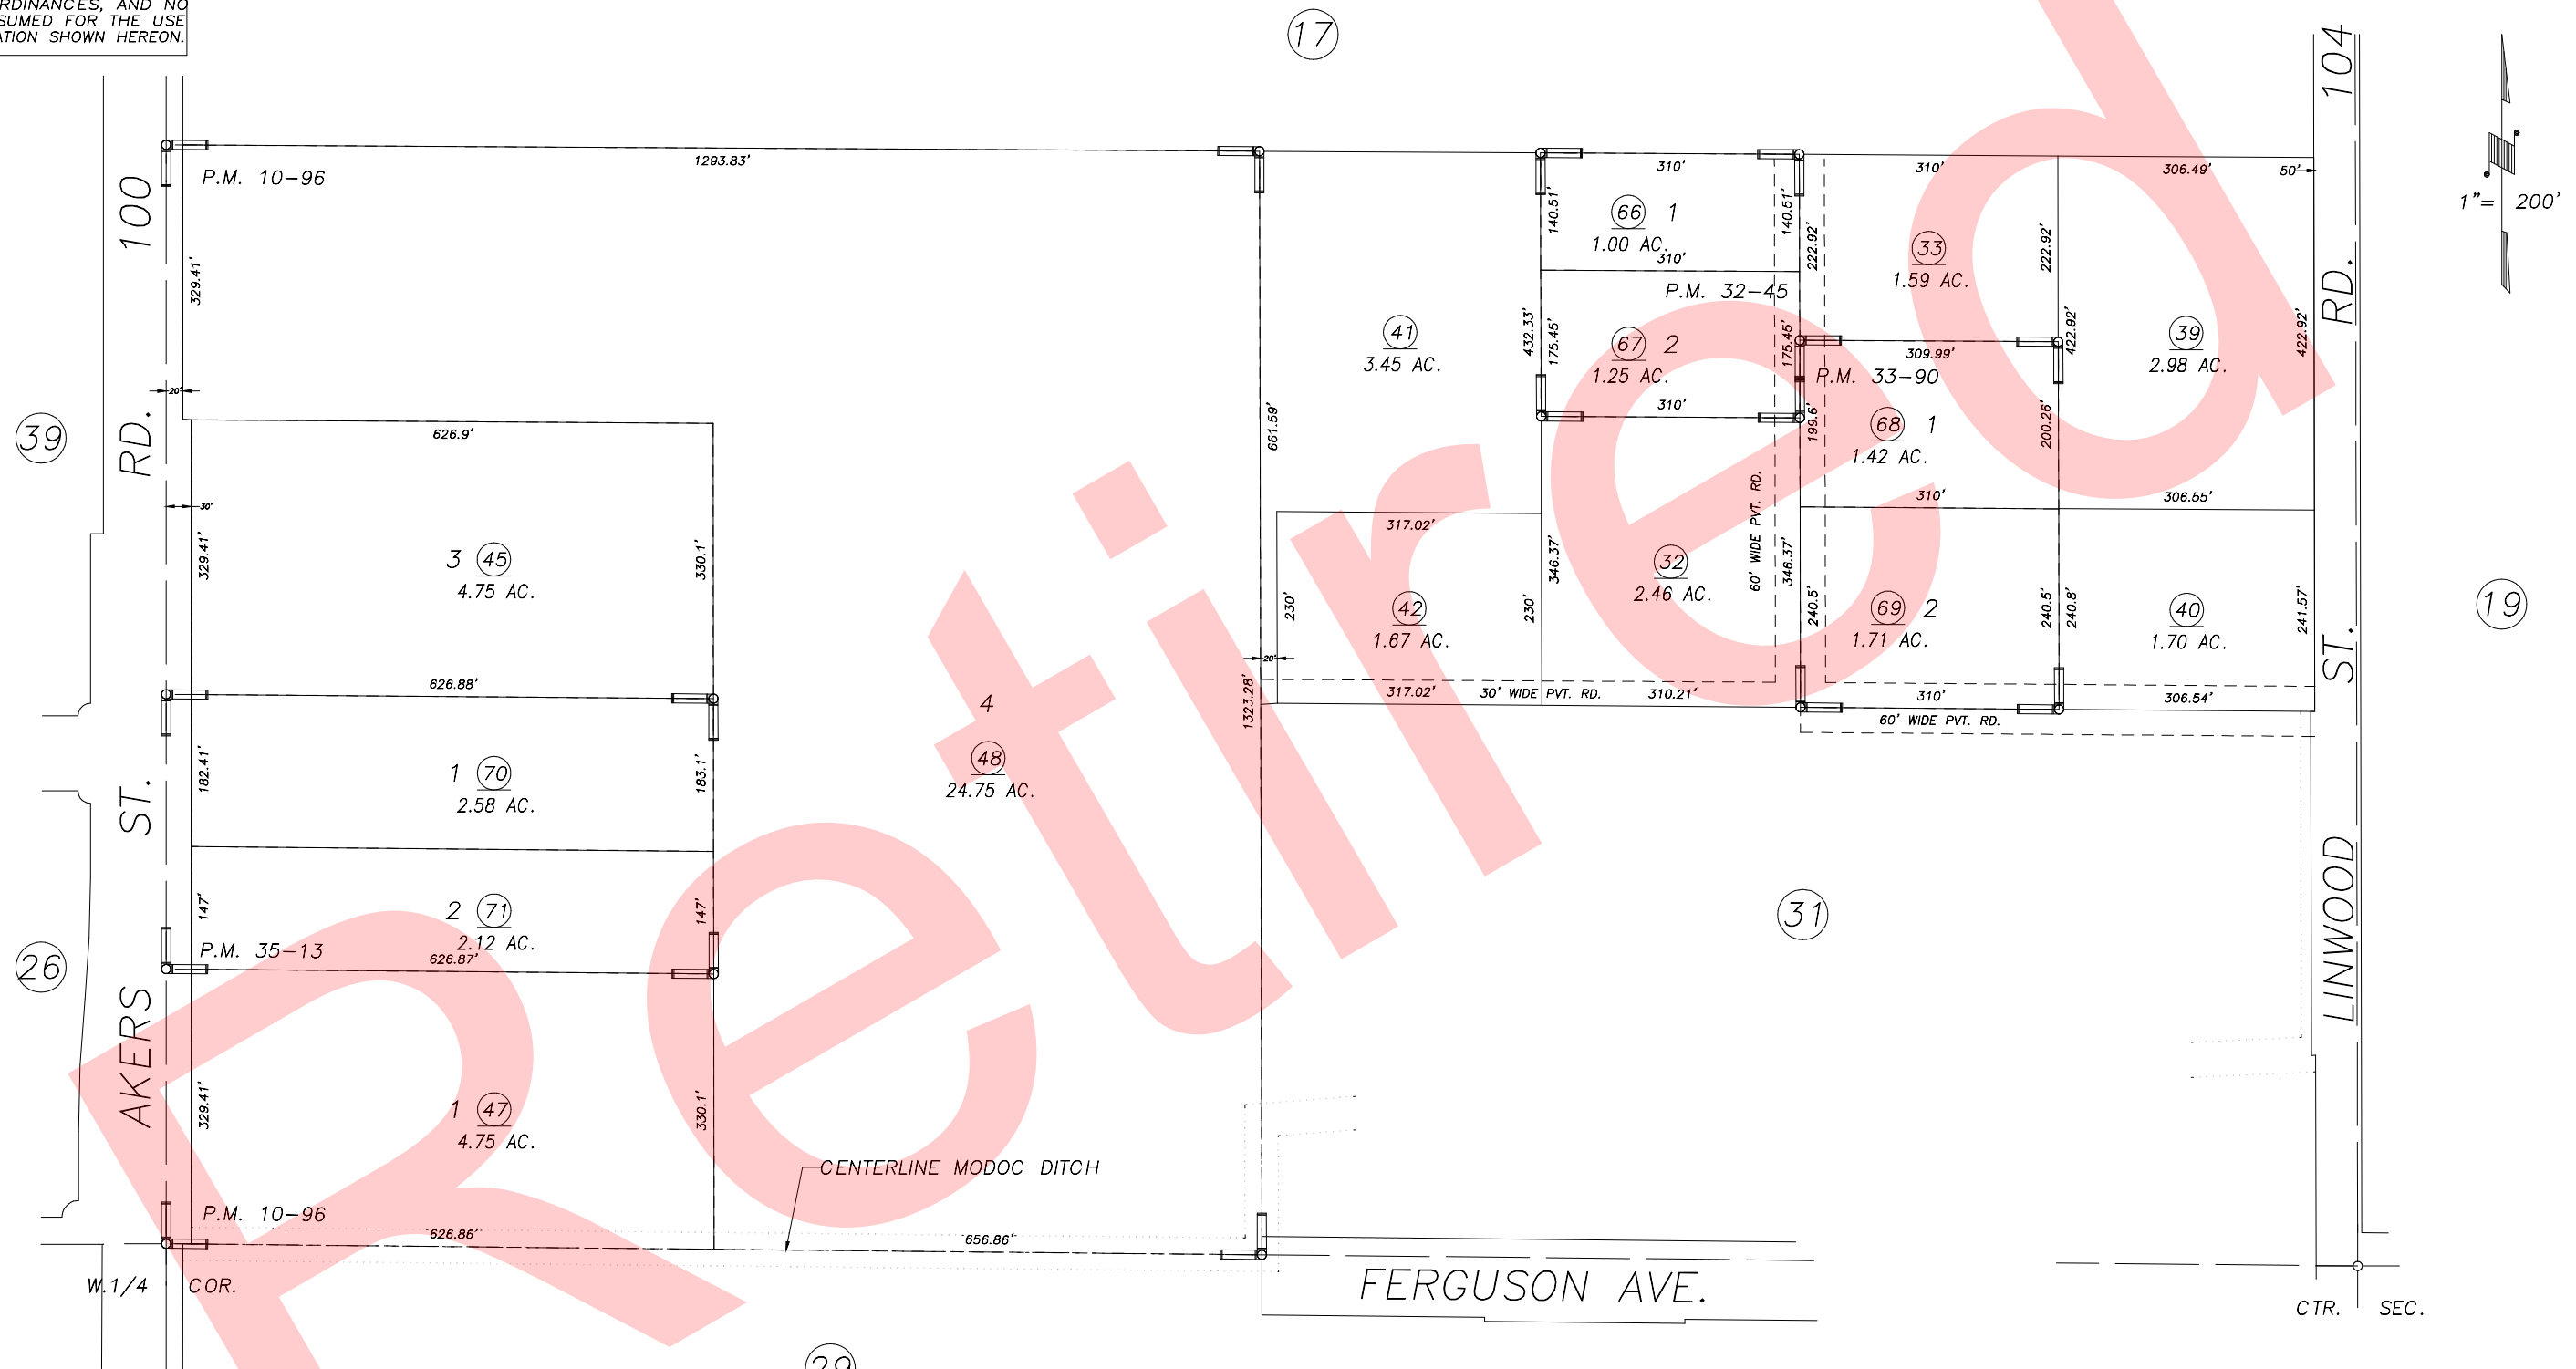 RDINANCES, AND NO
SUMED FOR THE USE
ATION SHOWN HEREON.
17
RD. 104
1"= 200'
1293.83'
P.M. 10-96
310'
310'
306.49'
50'
RD. 100
329.41'
140.51'
66 1
1.00 AC.
310'
140.51'
222.92'
33
1.59 AC.
222.92'
P.M. 32-45
41
3.45 AC.
432.33'
175.45'
67 2
1.25 AC.
175.45'
309.99'
422.92'
39
2.98 AC.
422.92'
P.M. 33-90
20'
310'
39
626.9'
661.59'
199.6'
68 1
1.42 AC.
200.26'
30'
60' WIDE PVT. RD.
310'
306.55'
317.02'
329.41'
3 45
4.75 AC.
330.1'
346.37'
32
2.46 AC.
346.37'
230'
42
1.67 AC.
230'
240.5'
69 2
1.71 AC.
240.5'
240.8'
40
1.70 AC.
241.57'
19
ST.
20'
626.88'
317.02'
30' WIDE PVT. RD.
310.21'
310'
306.54'
60' WIDE PVT. RD.
1323.28'
4
48
24.75 AC.
182.41'
1 70
2.58 AC.
183.1'
ST.
147'
2 71
2.12 AC.
147'
P.M. 35-13
626.87'
26
31
LINWOOD
AKERS
329.41'
1 47
4.75 AC.
330.1'
CENTERLINE MODOC DITCH
P.M. 10-96
626.86'
656.86'
W.1/4 COR.
FERGUSON AVE.
CTR. SEC.
29
Retired